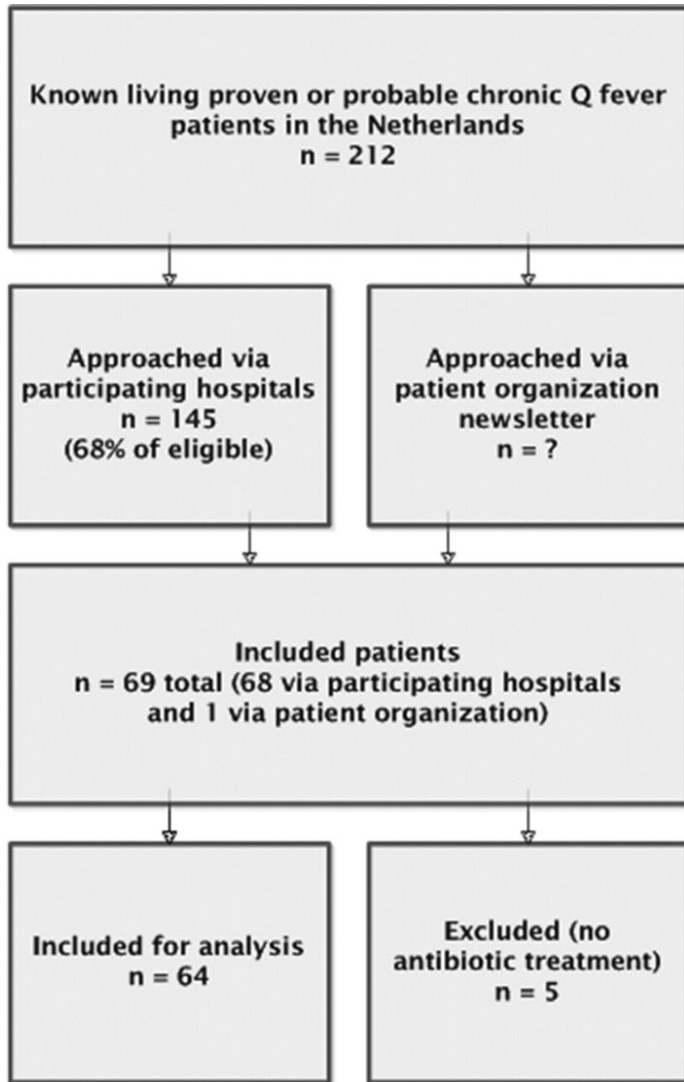 Known living proven or probable chronic Q fever
patients in the Netherlands
n = 212
Approached via
participating hospitals
n = 145
(68% of eligible)
Approached via
patient organization
newsletter
n = ?
Included patients
n = 69 total (68 via participating hospitals
and 1 via patient organization)
Included for analysis
n = 64
Excluded (no
antibiotic treatment)
n = 5